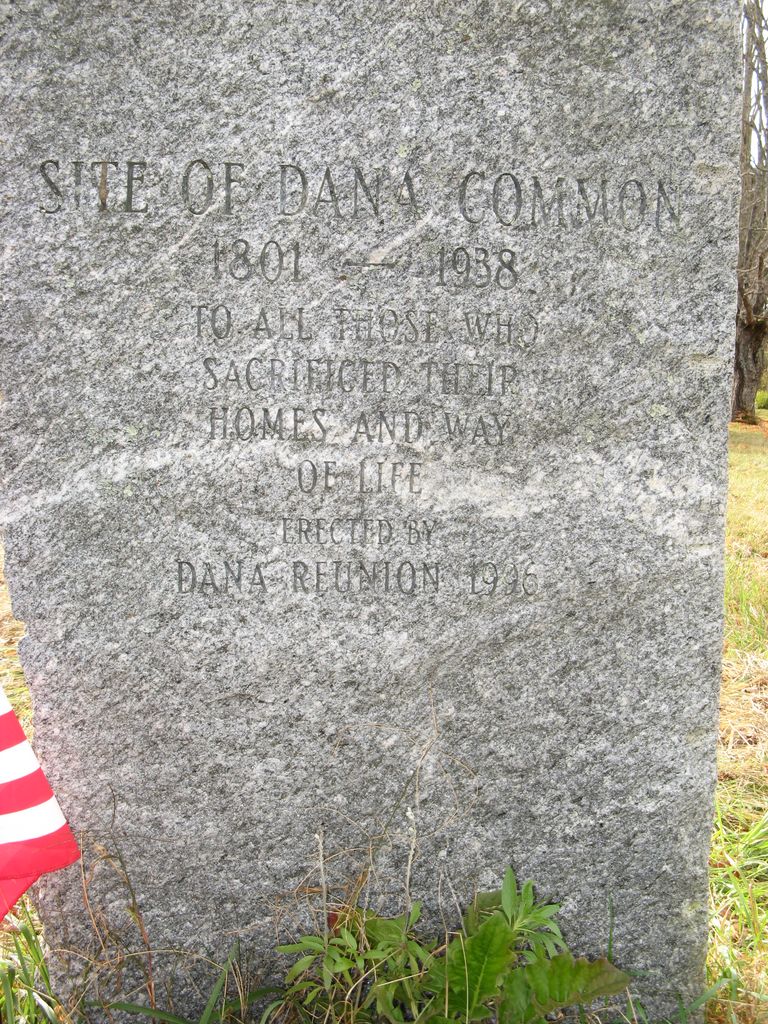 SITE OF DANA COMMON
1801 — 1938
TO ALL THOSE WHO
SACRIFICED THEIR
HOMES AND WAY
OF LIFE
ERECTED BY
DANA REUNION 1996